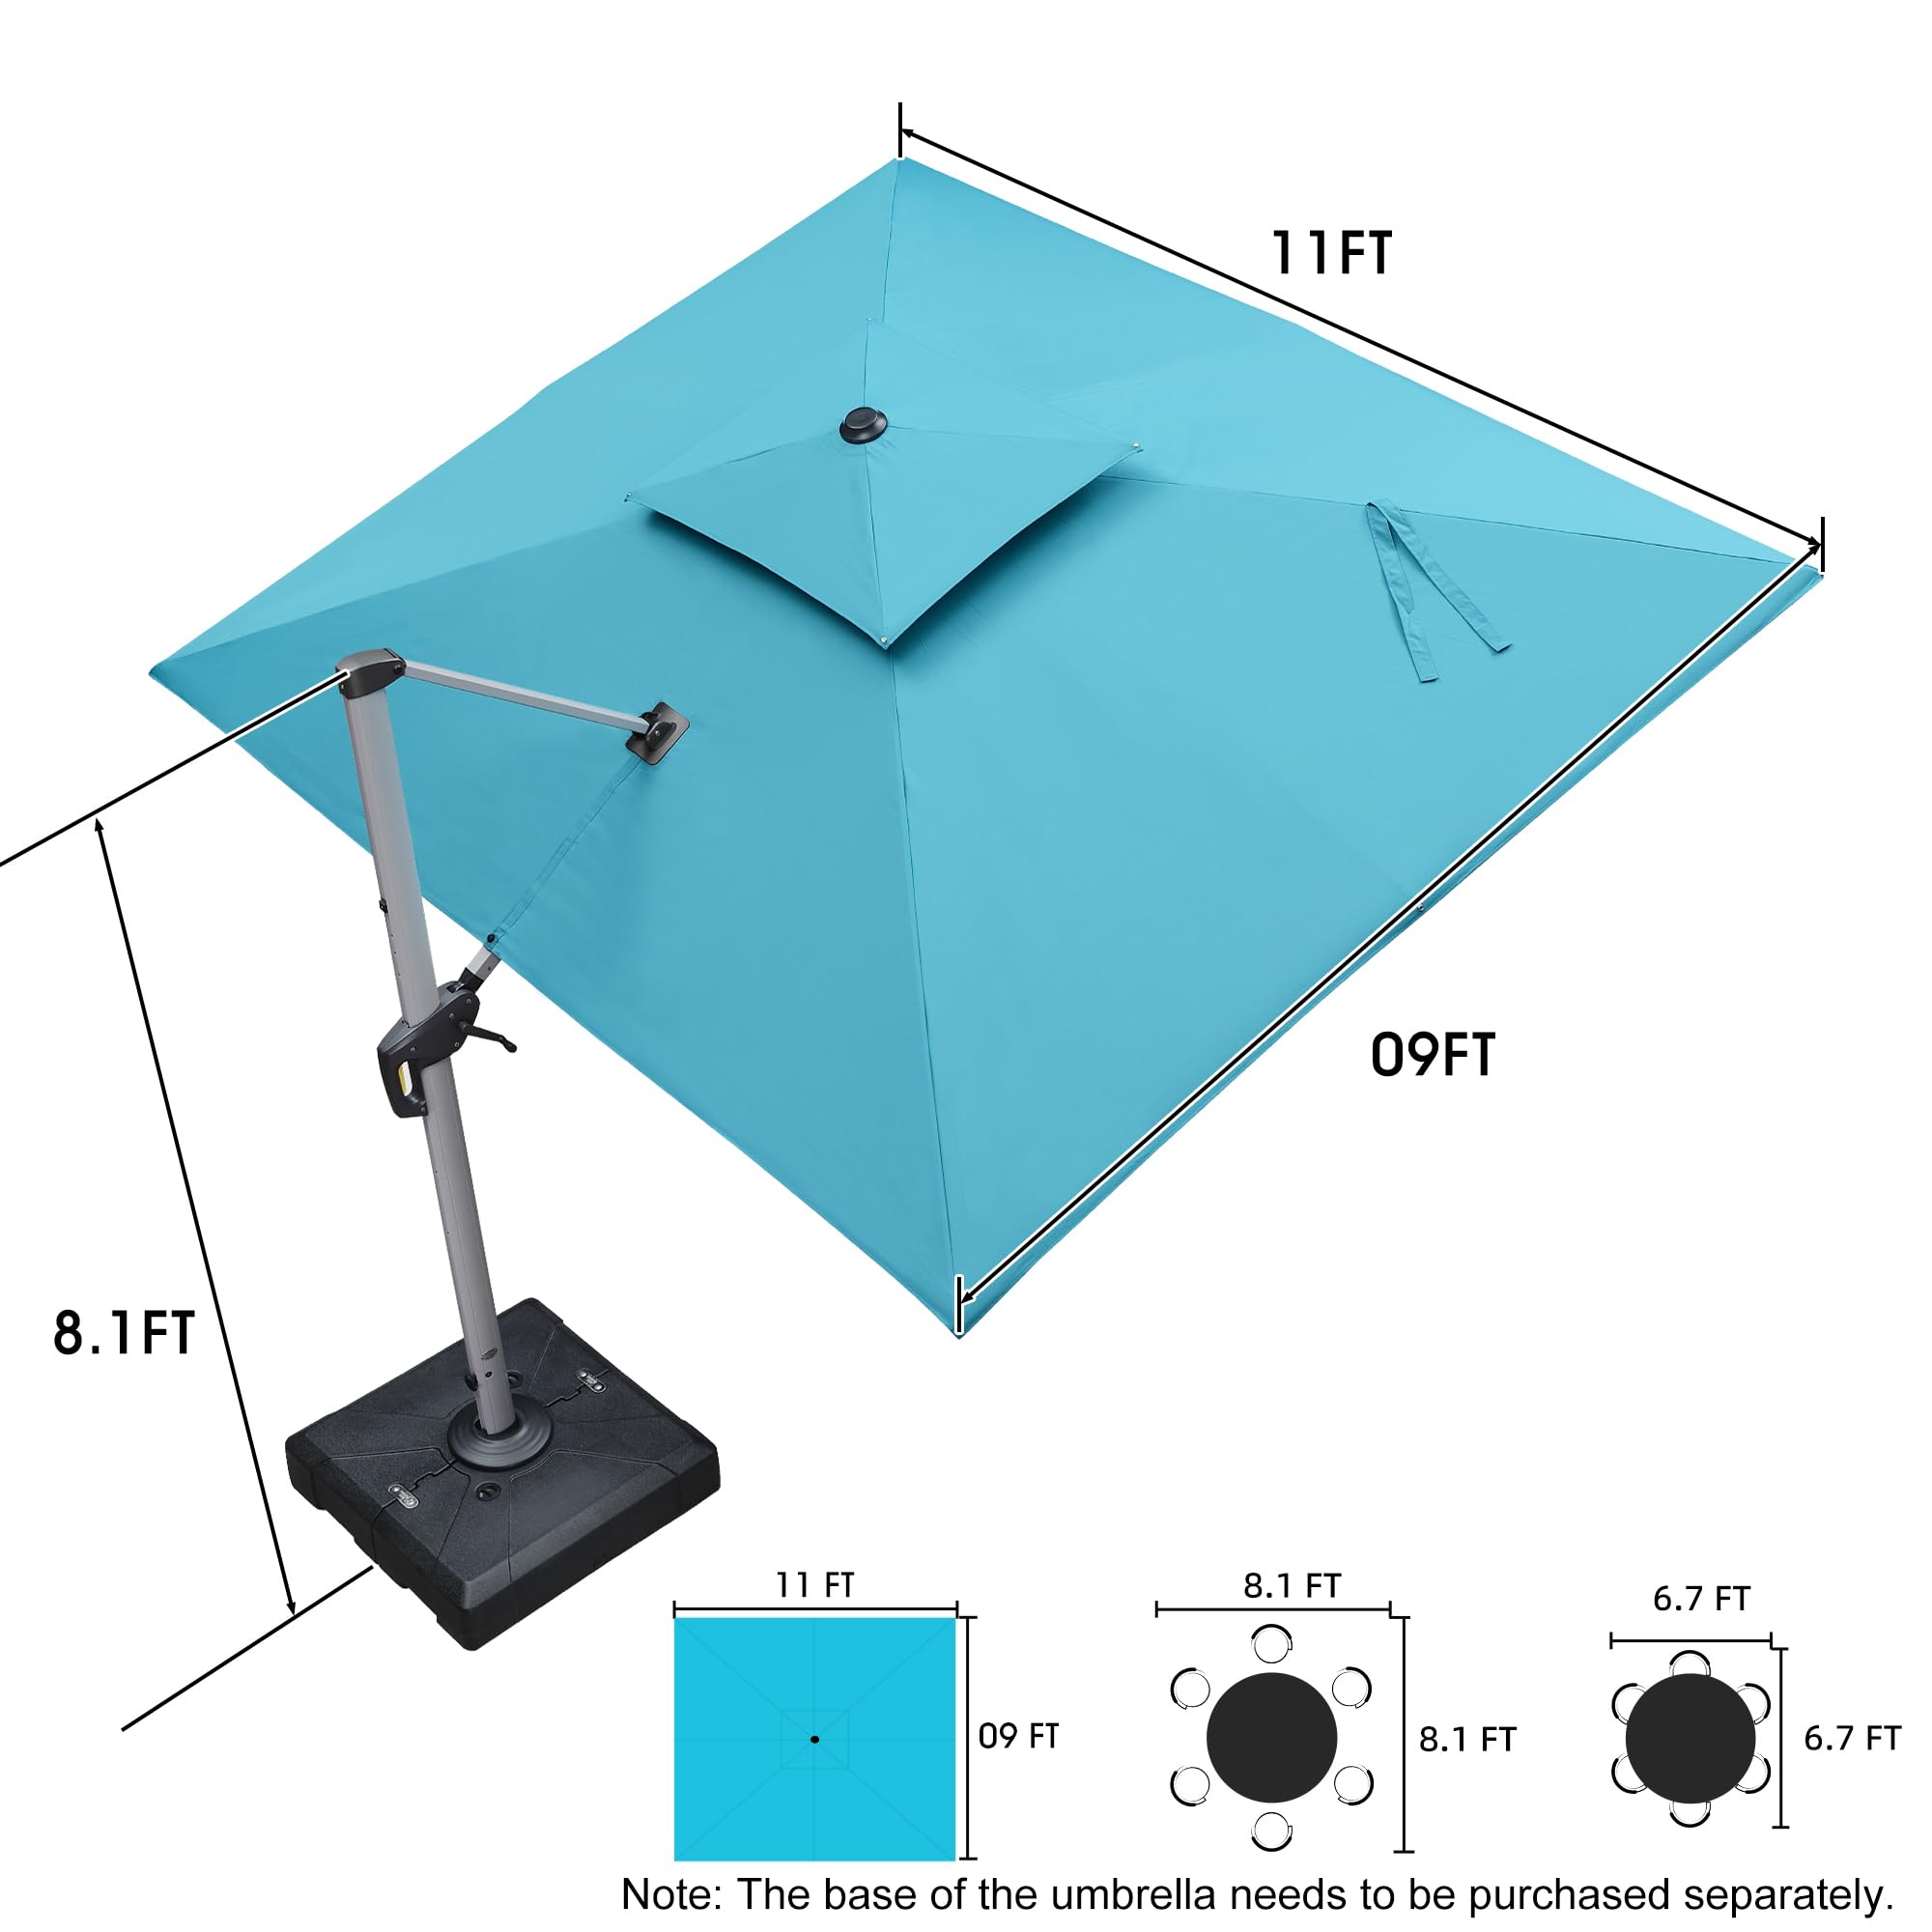 11FT
09FT
8.1FT
11 FT
09 FT
8.1 FT
8.1 FT
6.7 FT
6.7 FT
Note: The base of the umbrella needs to be purchased separately.